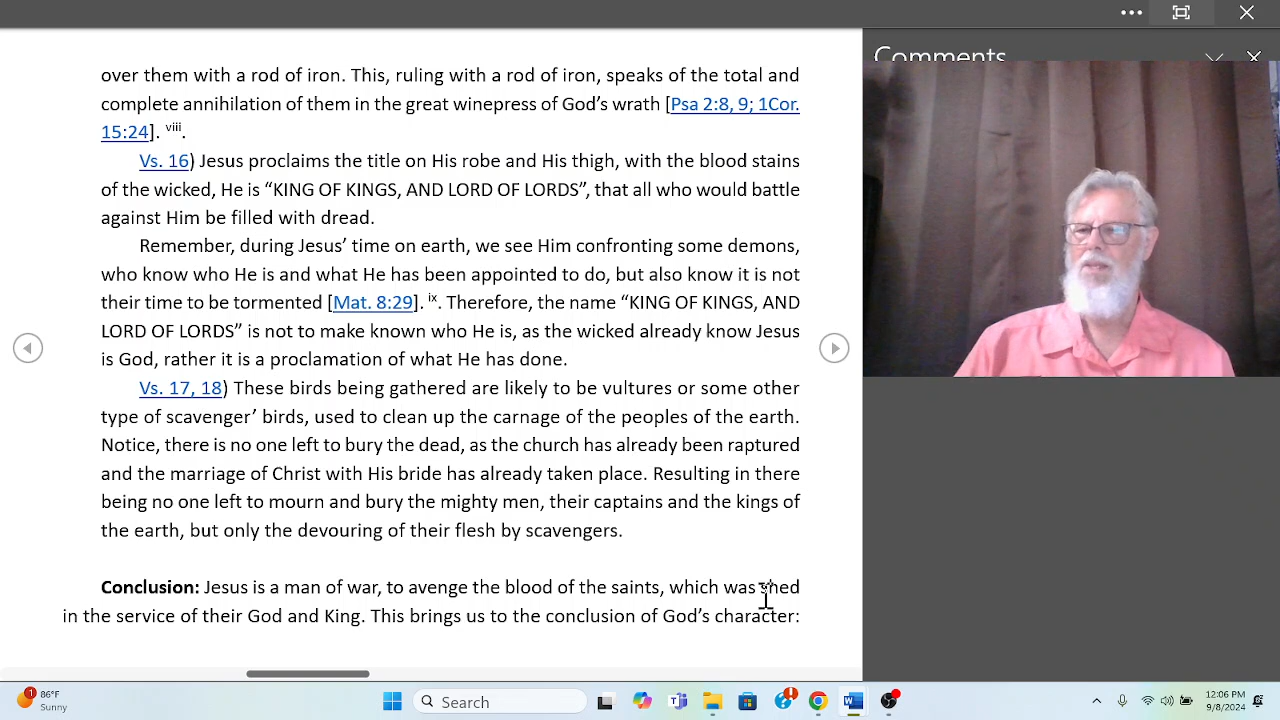 Comments
over them with a rod of iron. This, ruling with a rod of iron, speaks of the total and
complete annihilation of them in the great winepress of God’s wrath [Psa 2:8, 9; 1Cor.
15:24]. viii.
Vs. 16) Jesus proclaims the title on His robe and His thigh, with the blood stains
of the wicked, He is “KING OF KINGS, AND LORD OF LORDS”, that all who would battle
against Him be filled with dread.
Remember, during Jesus’ time on earth, we see Him confronting some demons,
who know who He is and what He has been appointed to do, but also know it is not
their time to be tormented [Mat. 8:29]. ix. Therefore, the name “KING OF KINGS, AND
LORD OF LORDS” is not to make known who He is, as the wicked already know Jesus
is God, rather it is a proclamation of what He has done.
Vs. 17, 18) These birds being gathered are likely to be vultures or some other
type of scavenger’ birds, used to clean up the carnage of the peoples of the earth.
Notice, there is no one left to bury the dead, as the church has already been raptured
and the marriage of Christ with His bride has already taken place. Resulting in there
being no one left to mourn and bury the mighty men, their captains and the kings of
the earth, but only the devouring of their flesh by scavengers.
Conclusion: Jesus is a man of war, to avenge the blood of the saints, which was shed
in the service of their God and King. This brings us to the conclusion of God’s character:
1
86°F
Sunny
Search
12:06 PM
9/8/2024